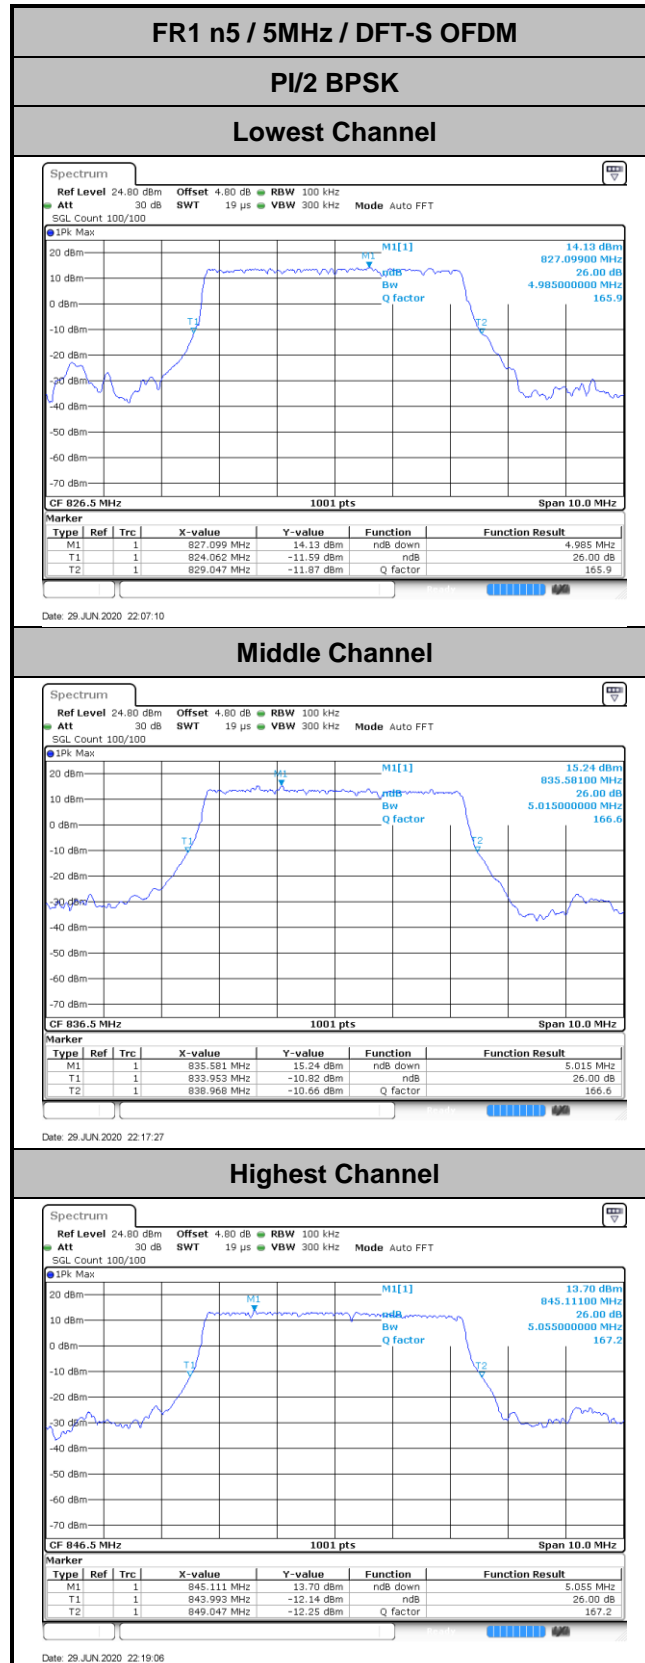 FR1 n5 / 5MHz / DFT-S OFDM
PI/2 BPSK
Lowest Channel
Spectrum
Ref Level 24.80 dBm Offset 4.80 dB RBW 100 kHz
Att 30 dB SWT 19 µs VBW 300 kHz Mode Auto FFT
SGL Count 100/100
1Pk Max
M1[1] 14.13 dBm
827.09900 MHz
ndB 26.00 dB
Bw 4.985000000 MHz
Q factor 165.9
M1
T1
T2
20 dBm
10 dBm
0 dBm
-10 dBm
-20 dBm
-30 dBm
-40 dBm
-50 dBm
-60 dBm
-70 dBm
CF 826.5 MHz 1001 pts Span 10.0 MHz
Marker
Type Ref Trc X-value Y-value Function Function Result
M1 1 827.099 MHz 14.13 dBm ndB down 4.985 MHz
T1 1 824.062 MHz -11.59 dBm ndB 26.00 dB
T2 1 829.047 MHz -11.87 dBm Q factor 165.9
Date: 29.JUN.2020 22:07:10
Middle Channel
Spectrum
Ref Level 24.80 dBm Offset 4.80 dB RBW 100 kHz
Att 30 dB SWT 19 µs VBW 300 kHz Mode Auto FFT
SGL Count 100/100
1Pk Max
M1[1] 15.24 dBm
835.58100 MHz
ndB 26.00 dB
Bw 5.015000000 MHz
Q factor 166.6
M1
T1
T2
20 dBm
10 dBm
0 dBm
-10 dBm
-20 dBm
-30 dBm
-40 dBm
-50 dBm
-60 dBm
-70 dBm
CF 836.5 MHz 1001 pts Span 10.0 MHz
Marker
Type Ref Trc X-value Y-value Function Function Result
M1 1 835.581 MHz 15.24 dBm ndB down 5.015 MHz
T1 1 833.953 MHz -10.82 dBm ndB 26.00 dB
T2 1 838.968 MHz -10.66 dBm Q factor 166.6
Date: 29.JUN.2020 22:17:27
Highest Channel
Spectrum
Ref Level 24.80 dBm Offset 4.80 dB RBW 100 kHz
Att 30 dB SWT 19 µs VBW 300 kHz Mode Auto FFT
SGL Count 100/100
1Pk Max
M1[1] 13.70 dBm
845.11100 MHz
ndB 26.00 dB
Bw 5.055000000 MHz
Q factor 167.2
M1
T1
T2
20 dBm
10 dBm
0 dBm
-10 dBm
-20 dBm
-30 dBm
-40 dBm
-50 dBm
-60 dBm
-70 dBm
CF 846.5 MHz 1001 pts Span 10.0 MHz
Marker
Type Ref Trc X-value Y-value Function Function Result
M1 1 845.111 MHz 13.70 dBm ndB down 5.055 MHz
T1 1 843.993 MHz -12.14 dBm ndB 26.00 dB
T2 1 849.047 MHz -12.25 dBm Q factor 167.2
Date: 29.JUN.2020 22:19:06